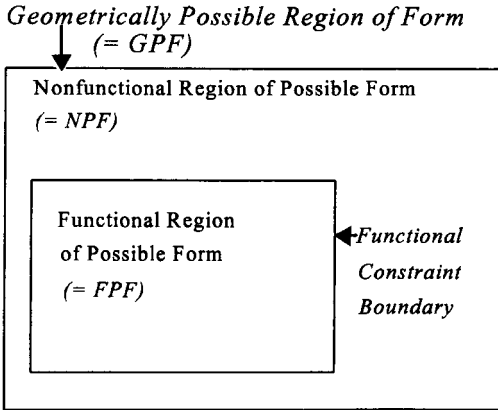 Geometrically Possible Region of Form
(= GPF)
Nonfunctional Region of Possible Form
(= NPF)
Functional Region
of Possible Form
(= FPF)
Functional
Constraint
Boundary